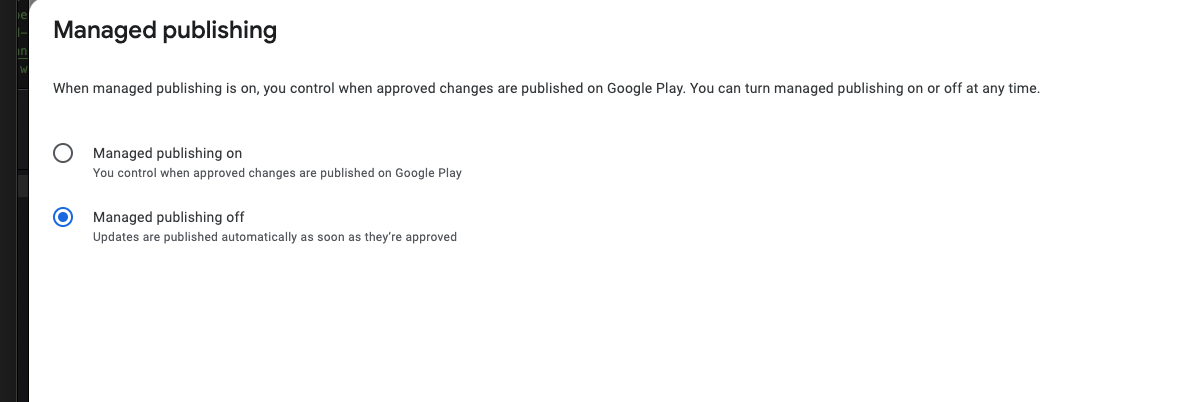 Managed publishing
When managed publishing is on, you control when approved changes are published on Google Play. You can turn managed publishing on or off at any time.
Managed publishing on
You control when approved changes are published on Google Play
Managed publishing off
Updates are published automatically as soon as they're approved